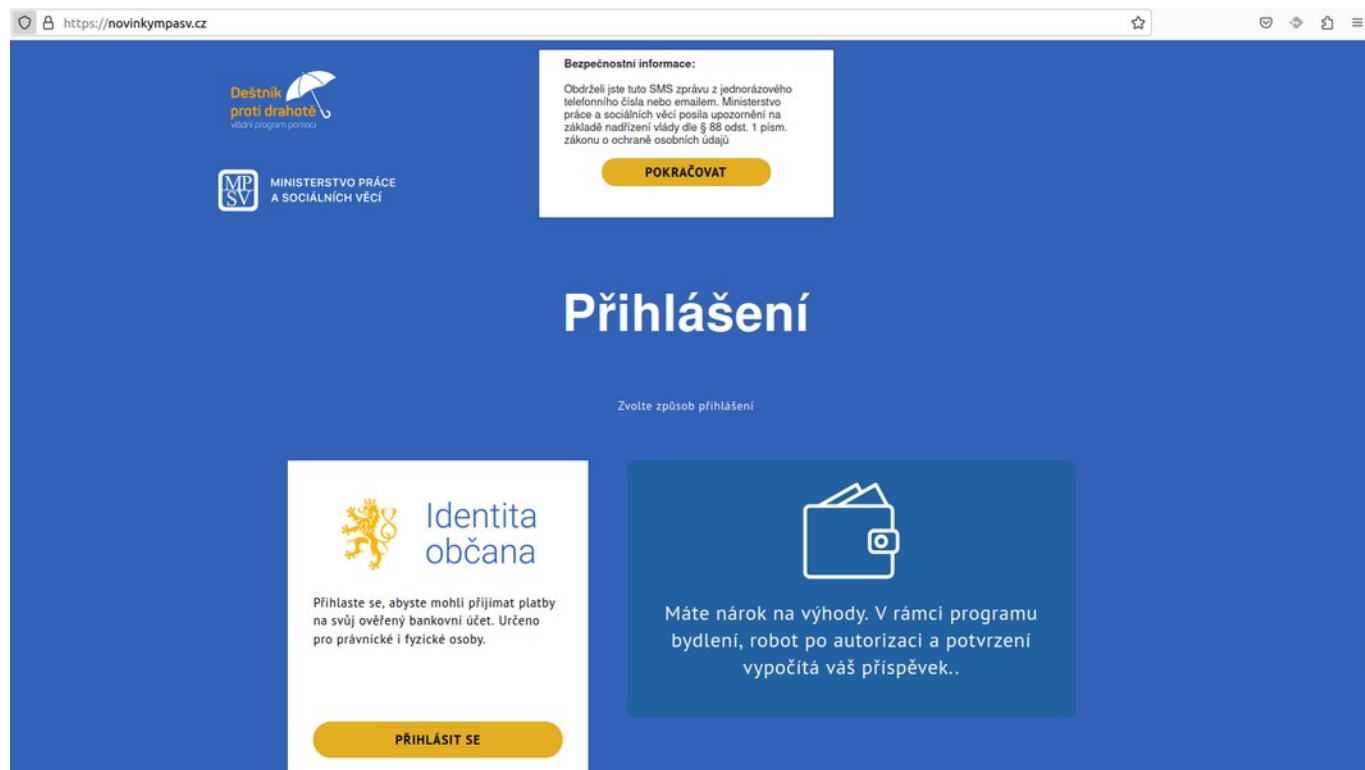 https://novinkympasv.cz
Deštník
proti drahotě
vládní program pomoci
MP
SV
MINISTERSTVO PRÁCE
A SOCIÁLNÍCH VĚCÍ
Bezpečnostní informace:
Obdrželi jste tuto SMS zprávu z jednorázového
telefonního čísla nebo emailem. Ministerstvo
práce a sociálních věcí posila upozornění na
základě nadřízení vlády dle § 88 odst. 1 písm.
zákonu o ochraně osobních údajů
POKRAČOVAT
Přihlášení
Zvolte způsob přihlášení
Identita
občana
Přihlaste se, abyste mohli přijímat platby
na svůj ověřený bankovní účet. Určeno
pro právnické i fyzické osoby.
PŘIHLÁSIT SE
Máte nárok na výhody. V rámci programu
bydlení, robot po autorizaci a potvrzení
vypočítá váš příspěvek..